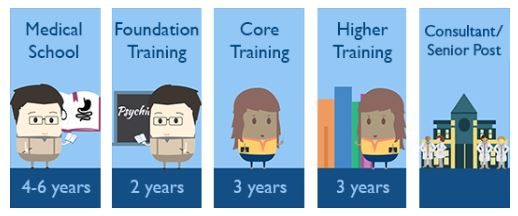 Medical
School
4-6 years
Foundation
Training
Psychi
2 years
Core
Training
3 years
Higher
Training
3 years
Consultant/
Senior Post